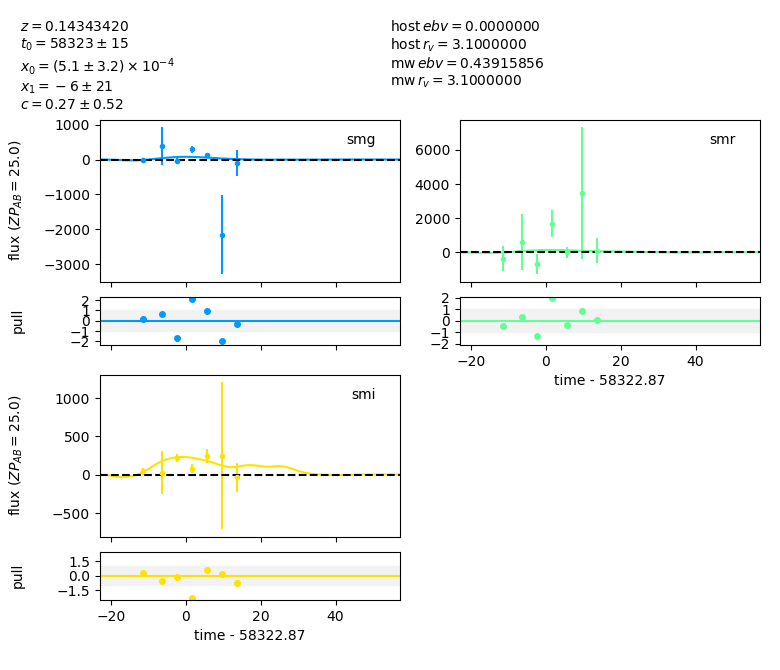 z = 0.14343420
t₀ = 58323 ± 15
x₀ = (5.1 ± 3.2) × 10⁻⁴
x₁ = −6 ± 21
c = 0.27 ± 0.52
host ebv = 0.0000000
host r_v = 3.1000000
mw ebv = 0.43915856
mw r_v = 3.1000000
smg
flux (ZP_AB = 25.0)
1000
0
−1000
−2000
−3000
pull
2
1
0
−1
−2
smr
6000
4000
2000
0
2
1
0
−1
−2
−20
0
20
40
time - 58322.87
smi
flux (ZP_AB = 25.0)
1000
500
0
−500
pull
1.5
0.0
−1.5
−20
0
20
40
time - 58322.87